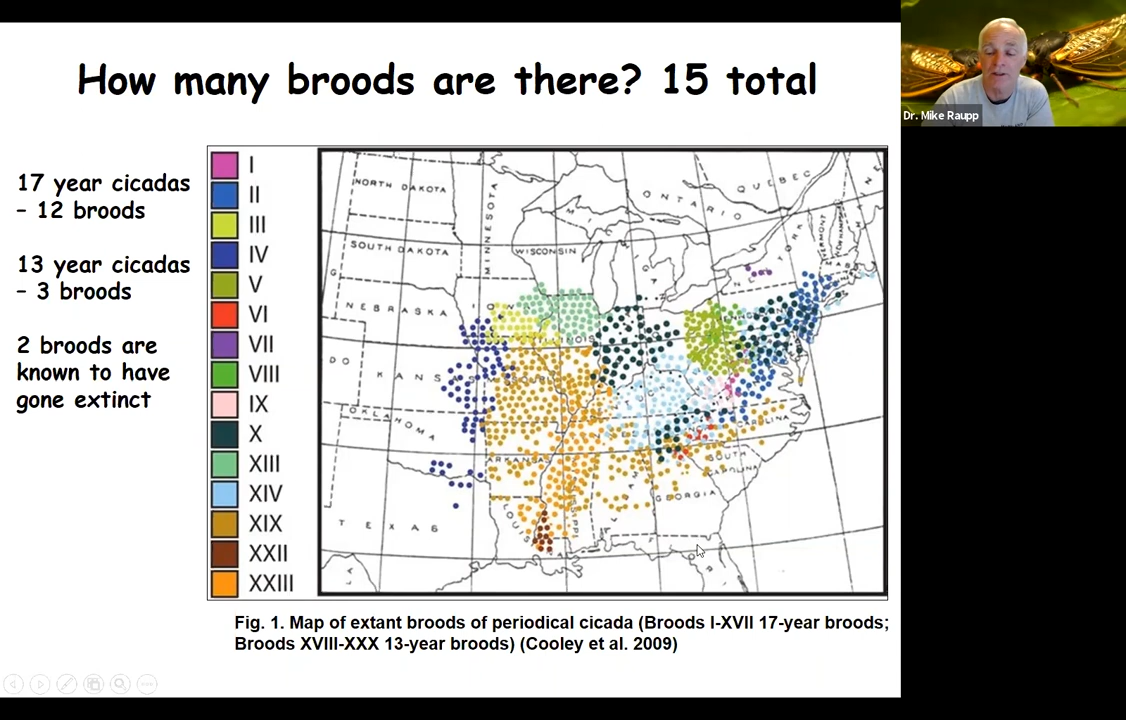 How many broods are there? 15 total
Dr. Mike Raupp
17 year cicadas
- 12 broods
13 year cicadas
- 3 broods
2 broods are
known to have
gone extinct
I
II
III
IV
V
VI
VII
VIII
IX
X
XIII
XIV
XIX
XXII
XXIII
NORTH DAKOTA
SOUTH DAKOTA
NEBRASKA
KANSAS
OKLAHOMA
TEXAS
MINNESOTA
WISCONSIN
ONTARIO
QUEBEC
VERMONT
ARKANSAS
SOUTH
CAROLINA
GEORGIA
Fig. 1. Map of extant broods of periodical cicada (Broods I-XVII 17-year broods;
Broods XVIII-XXX 13-year broods) (Cooley et al. 2009)